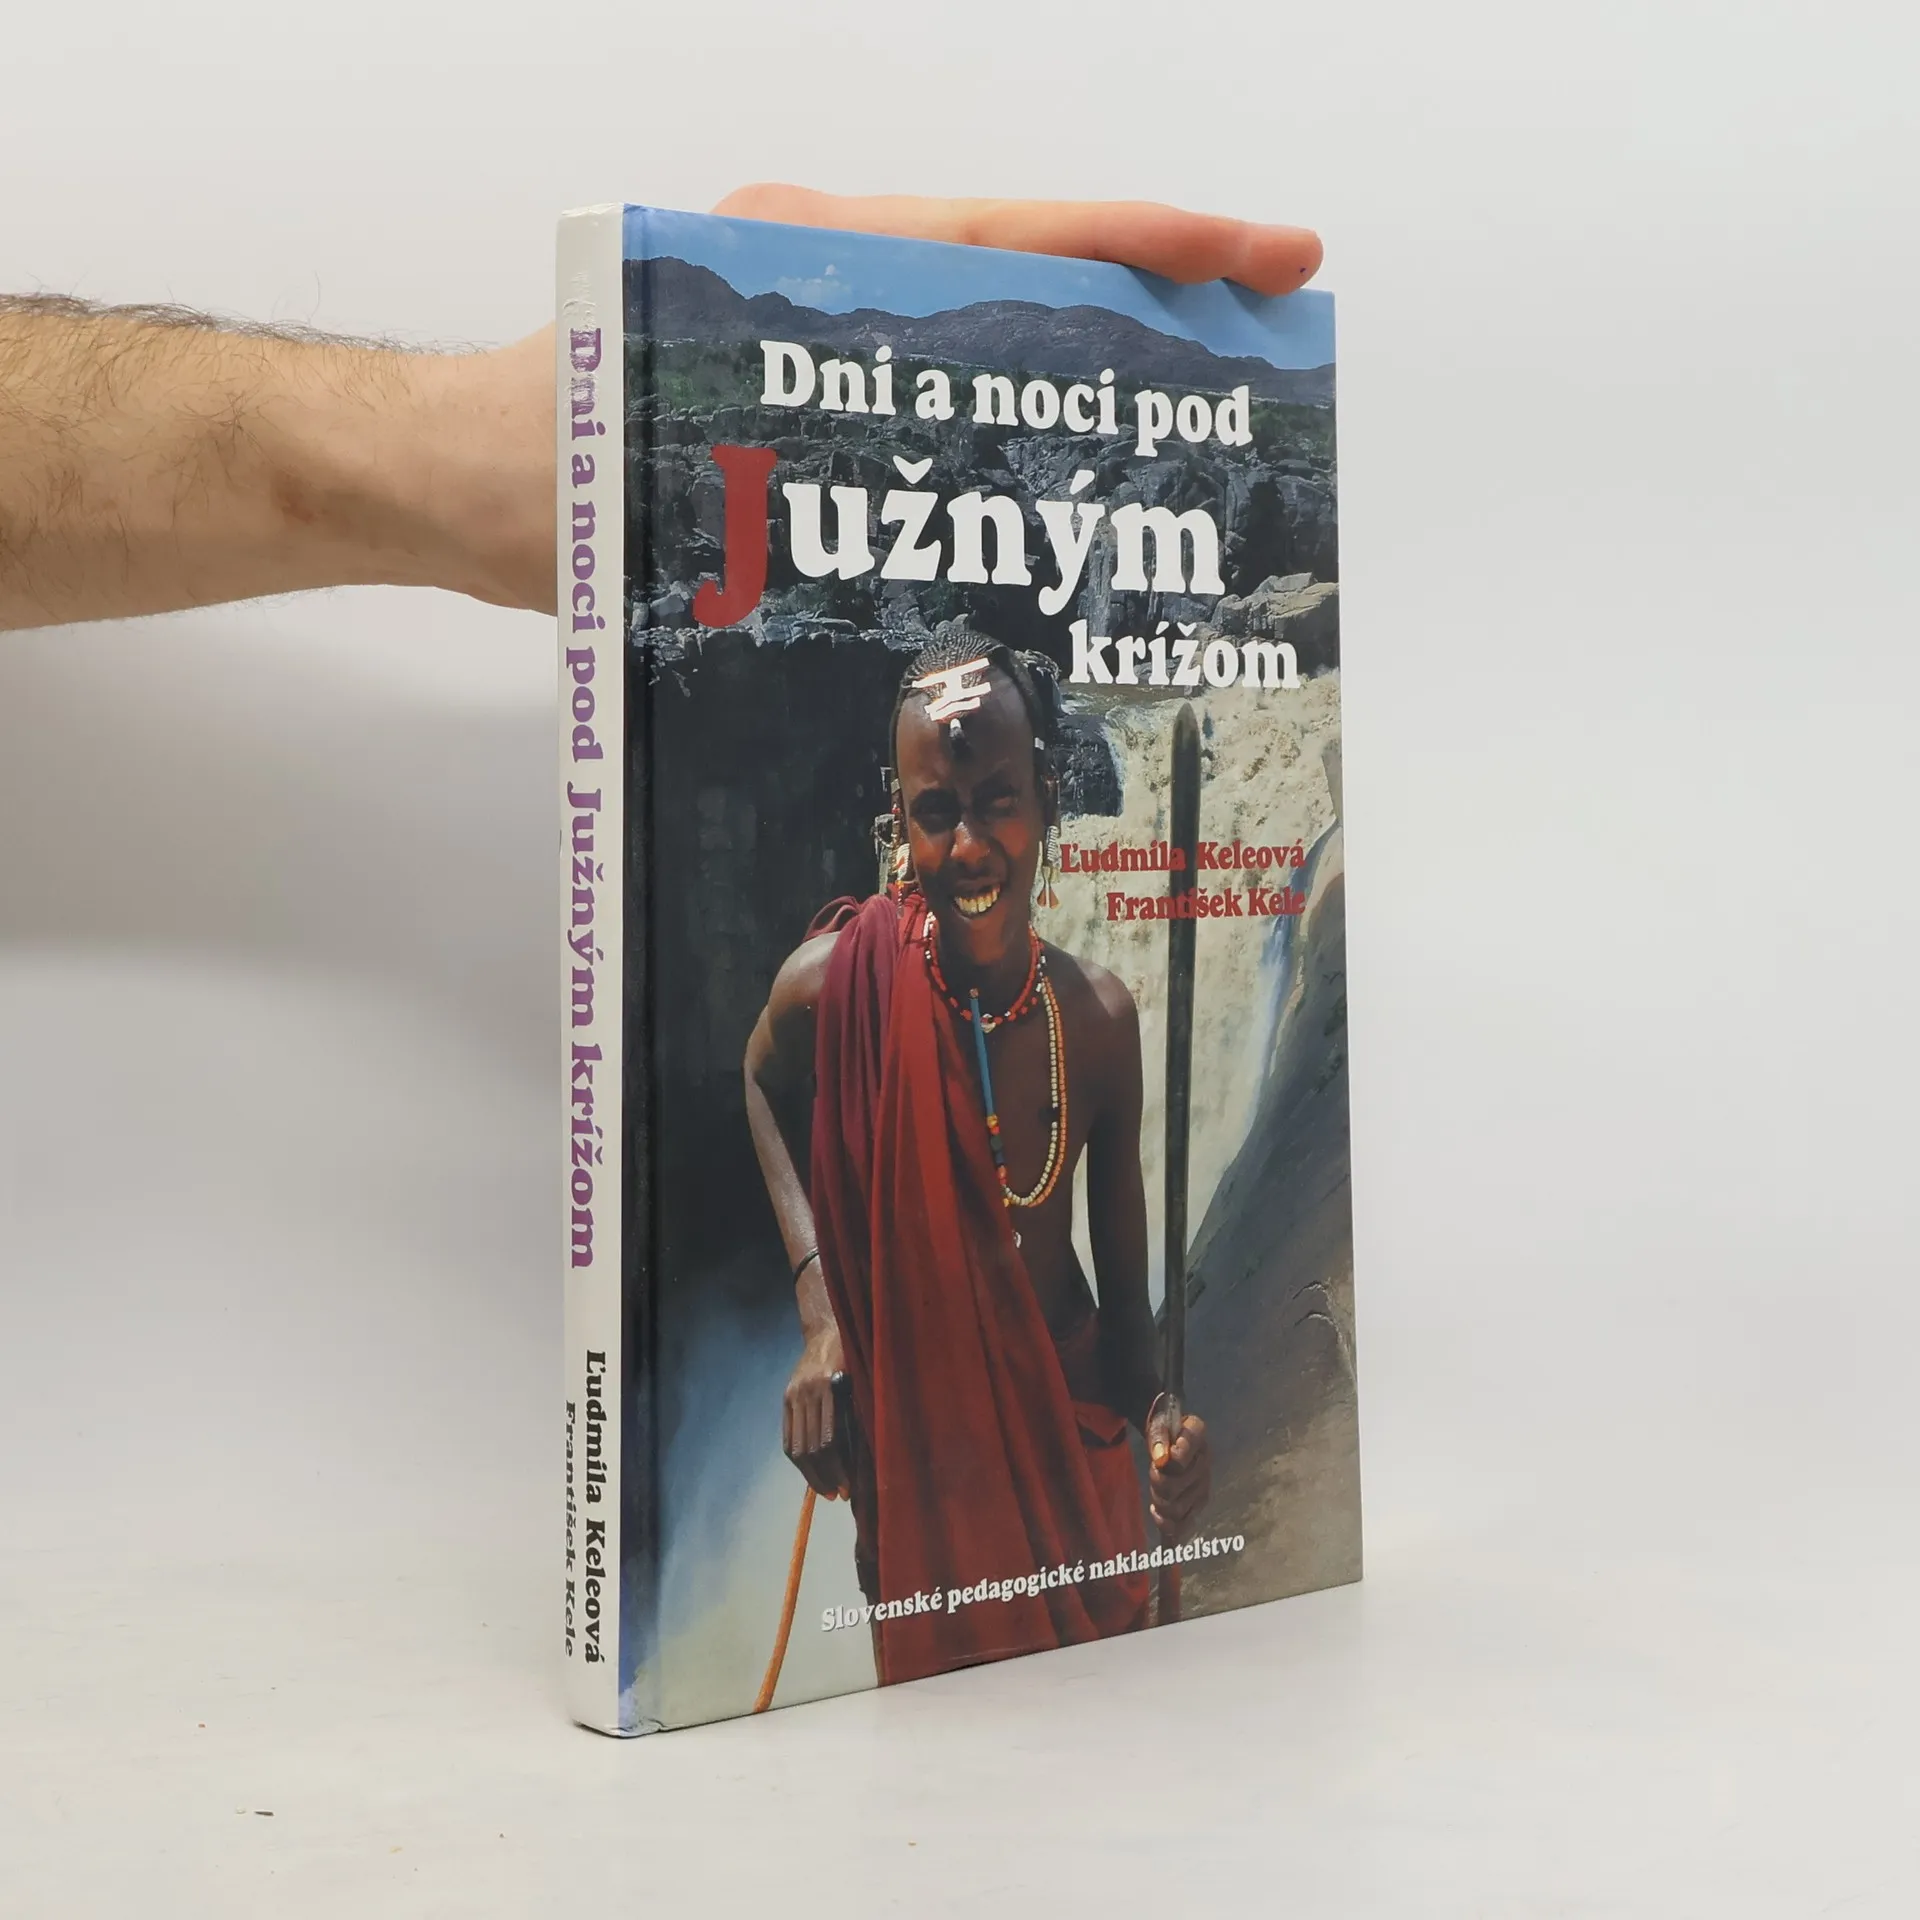 Dni a noci pod Južným krížom
Ľudmila Keleová
František Kele
Dni a noci pod
Južným
krížom
Ľudmila Keleová
František Kele
Slovenské pedagogické nakladateľstvo